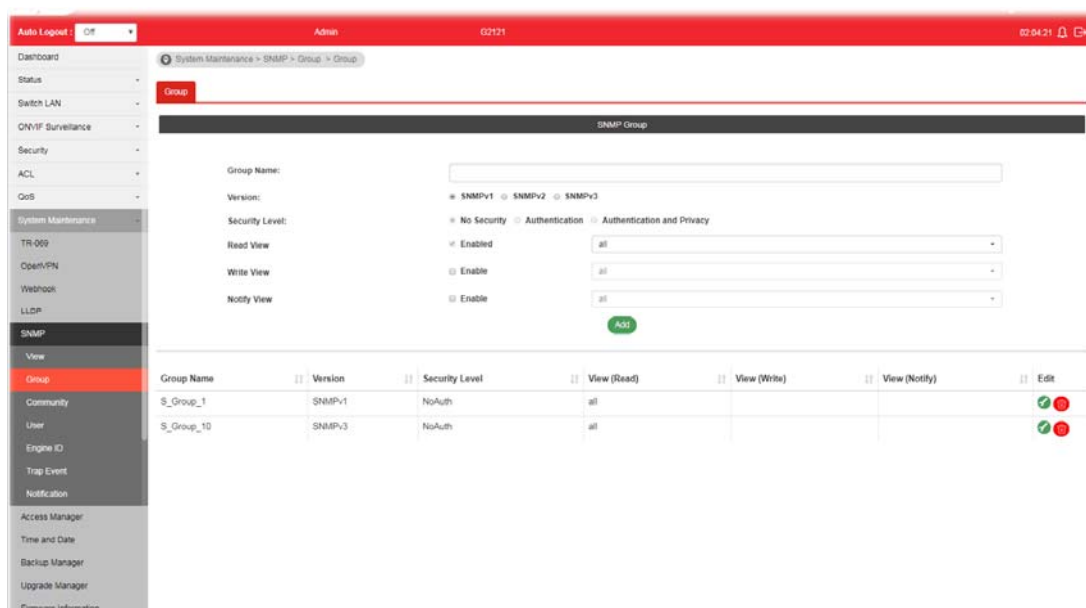 Auto Logout : Off Admin G2121 02:04:21
Dashboard
Status
Switch LAN
ONVIF Surveillance
Security
ACL
QoS
System Maintenance
TR-069
OpenVPN
Webhook
LLDP
SNMP
View
Group
Community
User
Engine ID
Trap Event
Notification
Access Manager
Time and Date
Backup Manager
Upgrade Manager
Firmware Information
System Maintenance > SNMP > Group > Group
Group
SNMP Group
Group Name:
Version: SNMPv1 SNMPv2 SNMPv3
Security Level: No Security Authentication Authentication and Privacy
Read View Enabled all
Write View Enable all
Notify View Enable all
Add
Group Name Version Security Level View (Read) View (Write) View (Notify) Edit
S_Group_1 SNMPv1 NoAuth all
S_Group_10 SNMPv3 NoAuth all